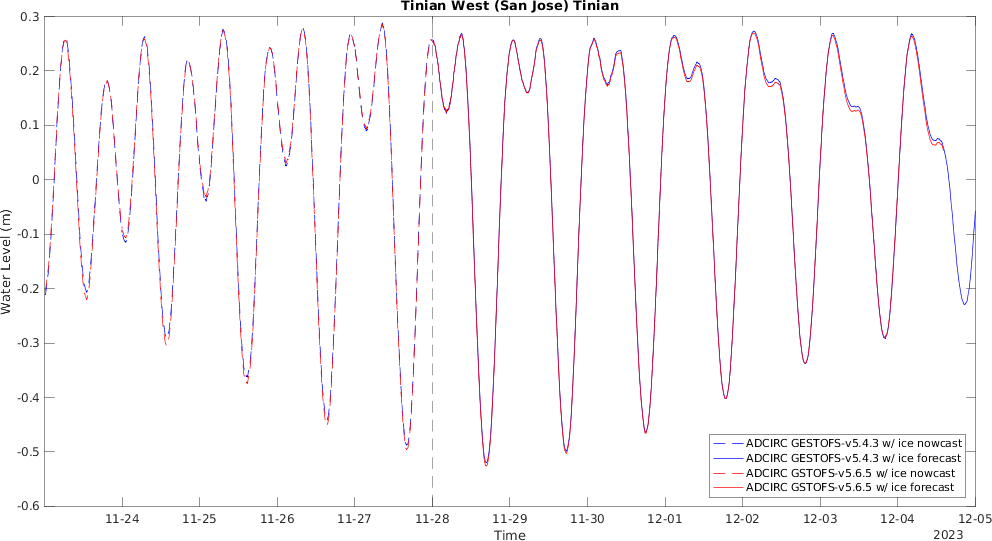 Tinian West (San Jose) Tinian
Water Level (m)
0.3
0.2
0.1
0
-0.1
-0.2
-0.3
-0.4
-0.5
-0.6
ADCIRC GESTOFS-v5.4.3 w/ ice nowcast
ADCIRC GESTOFS-v5.4.3 w/ ice forecast
ADCIRC GSTOFS-v5.6.5 w/ ice nowcast
ADCIRC GSTOFS-v5.6.5 w/ ice forecast
11-24 11-25 11-26 11-27 11-28 11-29 11-30 12-01 12-02 12-03 12-04 12-05
Time 2023